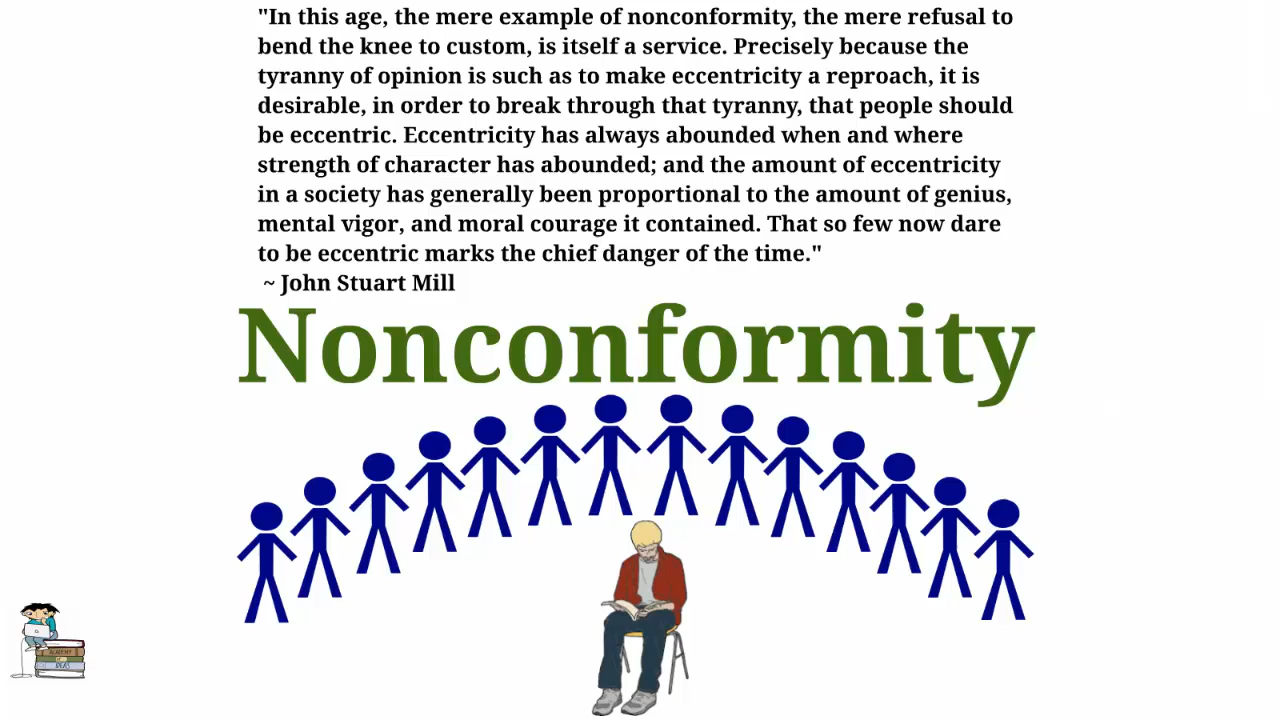 "In this age, the mere example of nonconformity, the mere refusal to
bend the knee to custom, is itself a service. Precisely because the
tyranny of opinion is such as to make eccentricity a reproach, it is
desirable, in order to break through that tyranny, that people should
be eccentric. Eccentricity has always abounded when and where
strength of character has abounded; and the amount of eccentricity
in a society has generally been proportional to the amount of genius,
mental vigor, and moral courage it contained. That so few now dare
to be eccentric marks the chief danger of the time."
~ John Stuart Mill
Nonconformity
ACADEMY
OF
IDEAS